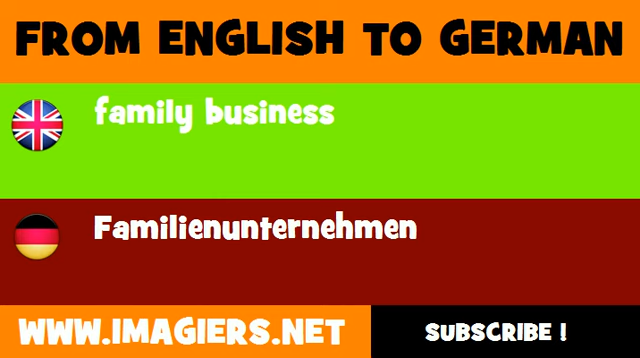 FROM ENGLISH TO GERMAN
family business
Familienunternehmen
WWW.IMAGIERS.NET
SUBSCRIBE !